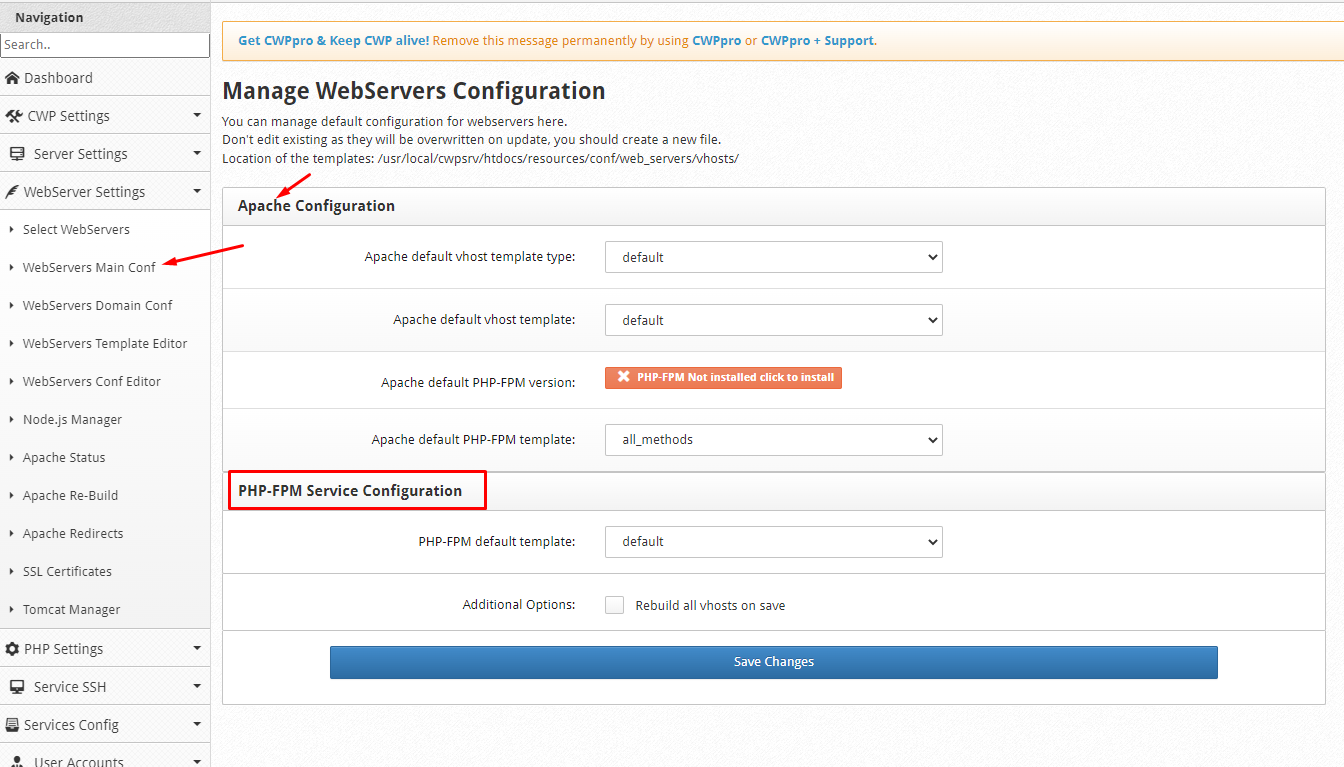 Navigation
Search..
Dashboard
CWP Settings
Server Settings
WebServer Settings
Select WebServers
WebServers Main Conf
WebServers Domain Conf
WebServers Template Editor
WebServers Conf Editor
Node.js Manager
Apache Status
Apache Re-Build
Apache Redirects
SSL Certificates
Tomcat Manager
PHP Settings
Service SSH
Services Config
User Accounts
Get CWPpro & Keep CWP alive! Remove this message permanently by using CWPpro or CWPpro + Support.
Manage WebServers Configuration
You can manage default configuration for webservers here.
Don't edit existing as they will be overwritten on update, you should create a new file.
Location of the templates: /usr/local/cwpsrv/htdocs/resources/conf/web_servers/vhosts/
Apache Configuration
Apache default vhost template type: default
Apache default vhost template: default
Apache default PHP-FPM version: PHP-FPM Not installed click to install
Apache default PHP-FPM template: all_methods
PHP-FPM Service Configuration
PHP-FPM default template: default
Additional Options: Rebuild all vhosts on save
Save Changes